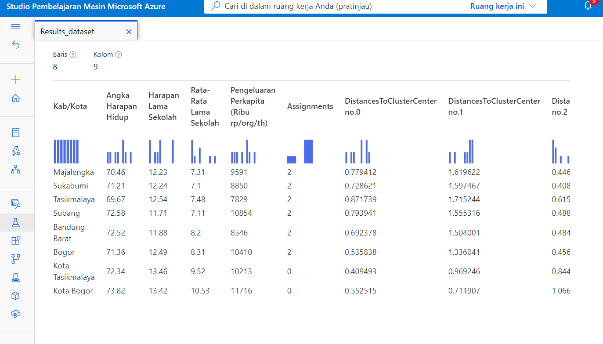 Studio Pembelajaran Mesin Microsoft Azure
Cari di dalam ruang kerja Anda (pratinjau)
Ruang kerja ini
Results_dataset
Baris
Kolom
8
9
Kab/Kota
Angka Harapan Hidup
Harapan Lama Sekolah
Rata-Rata Lama Sekolah
Pengeluaran Perkapita (Ribu rp/org/th)
Assignments
DistancesToClusterCenter no.0
DistancesToClusterCenter no.1
Dista no.2
Majalengka 70.46 12.23 7.31 9591 2 0.779412 1.619622 0.446
Sukabumi 71.21 12.24 7.1 8850 2 0.728621 1.597467 0.408
Tasikmalaya 69.67 12.54 7.48 7829 2 0.871739 1.715244 0.615
Subang 72.58 11.71 7.11 10854 2 0.793941 1.555316 0.488
Bandung Barat 72.52 11.88 8.2 8546 2 0.692378 1.504001 0.484
Bogor 71.36 12.49 8.31 10410 2 0.535838 1.336041 0.456
Kota Tasikmalaya 72.34 13.46 9.52 10213 0 0.409493 0.969246 0.844
Kota Bogor 73.82 13.42 10.53 11716 0 0.552515 0.711907 1.066